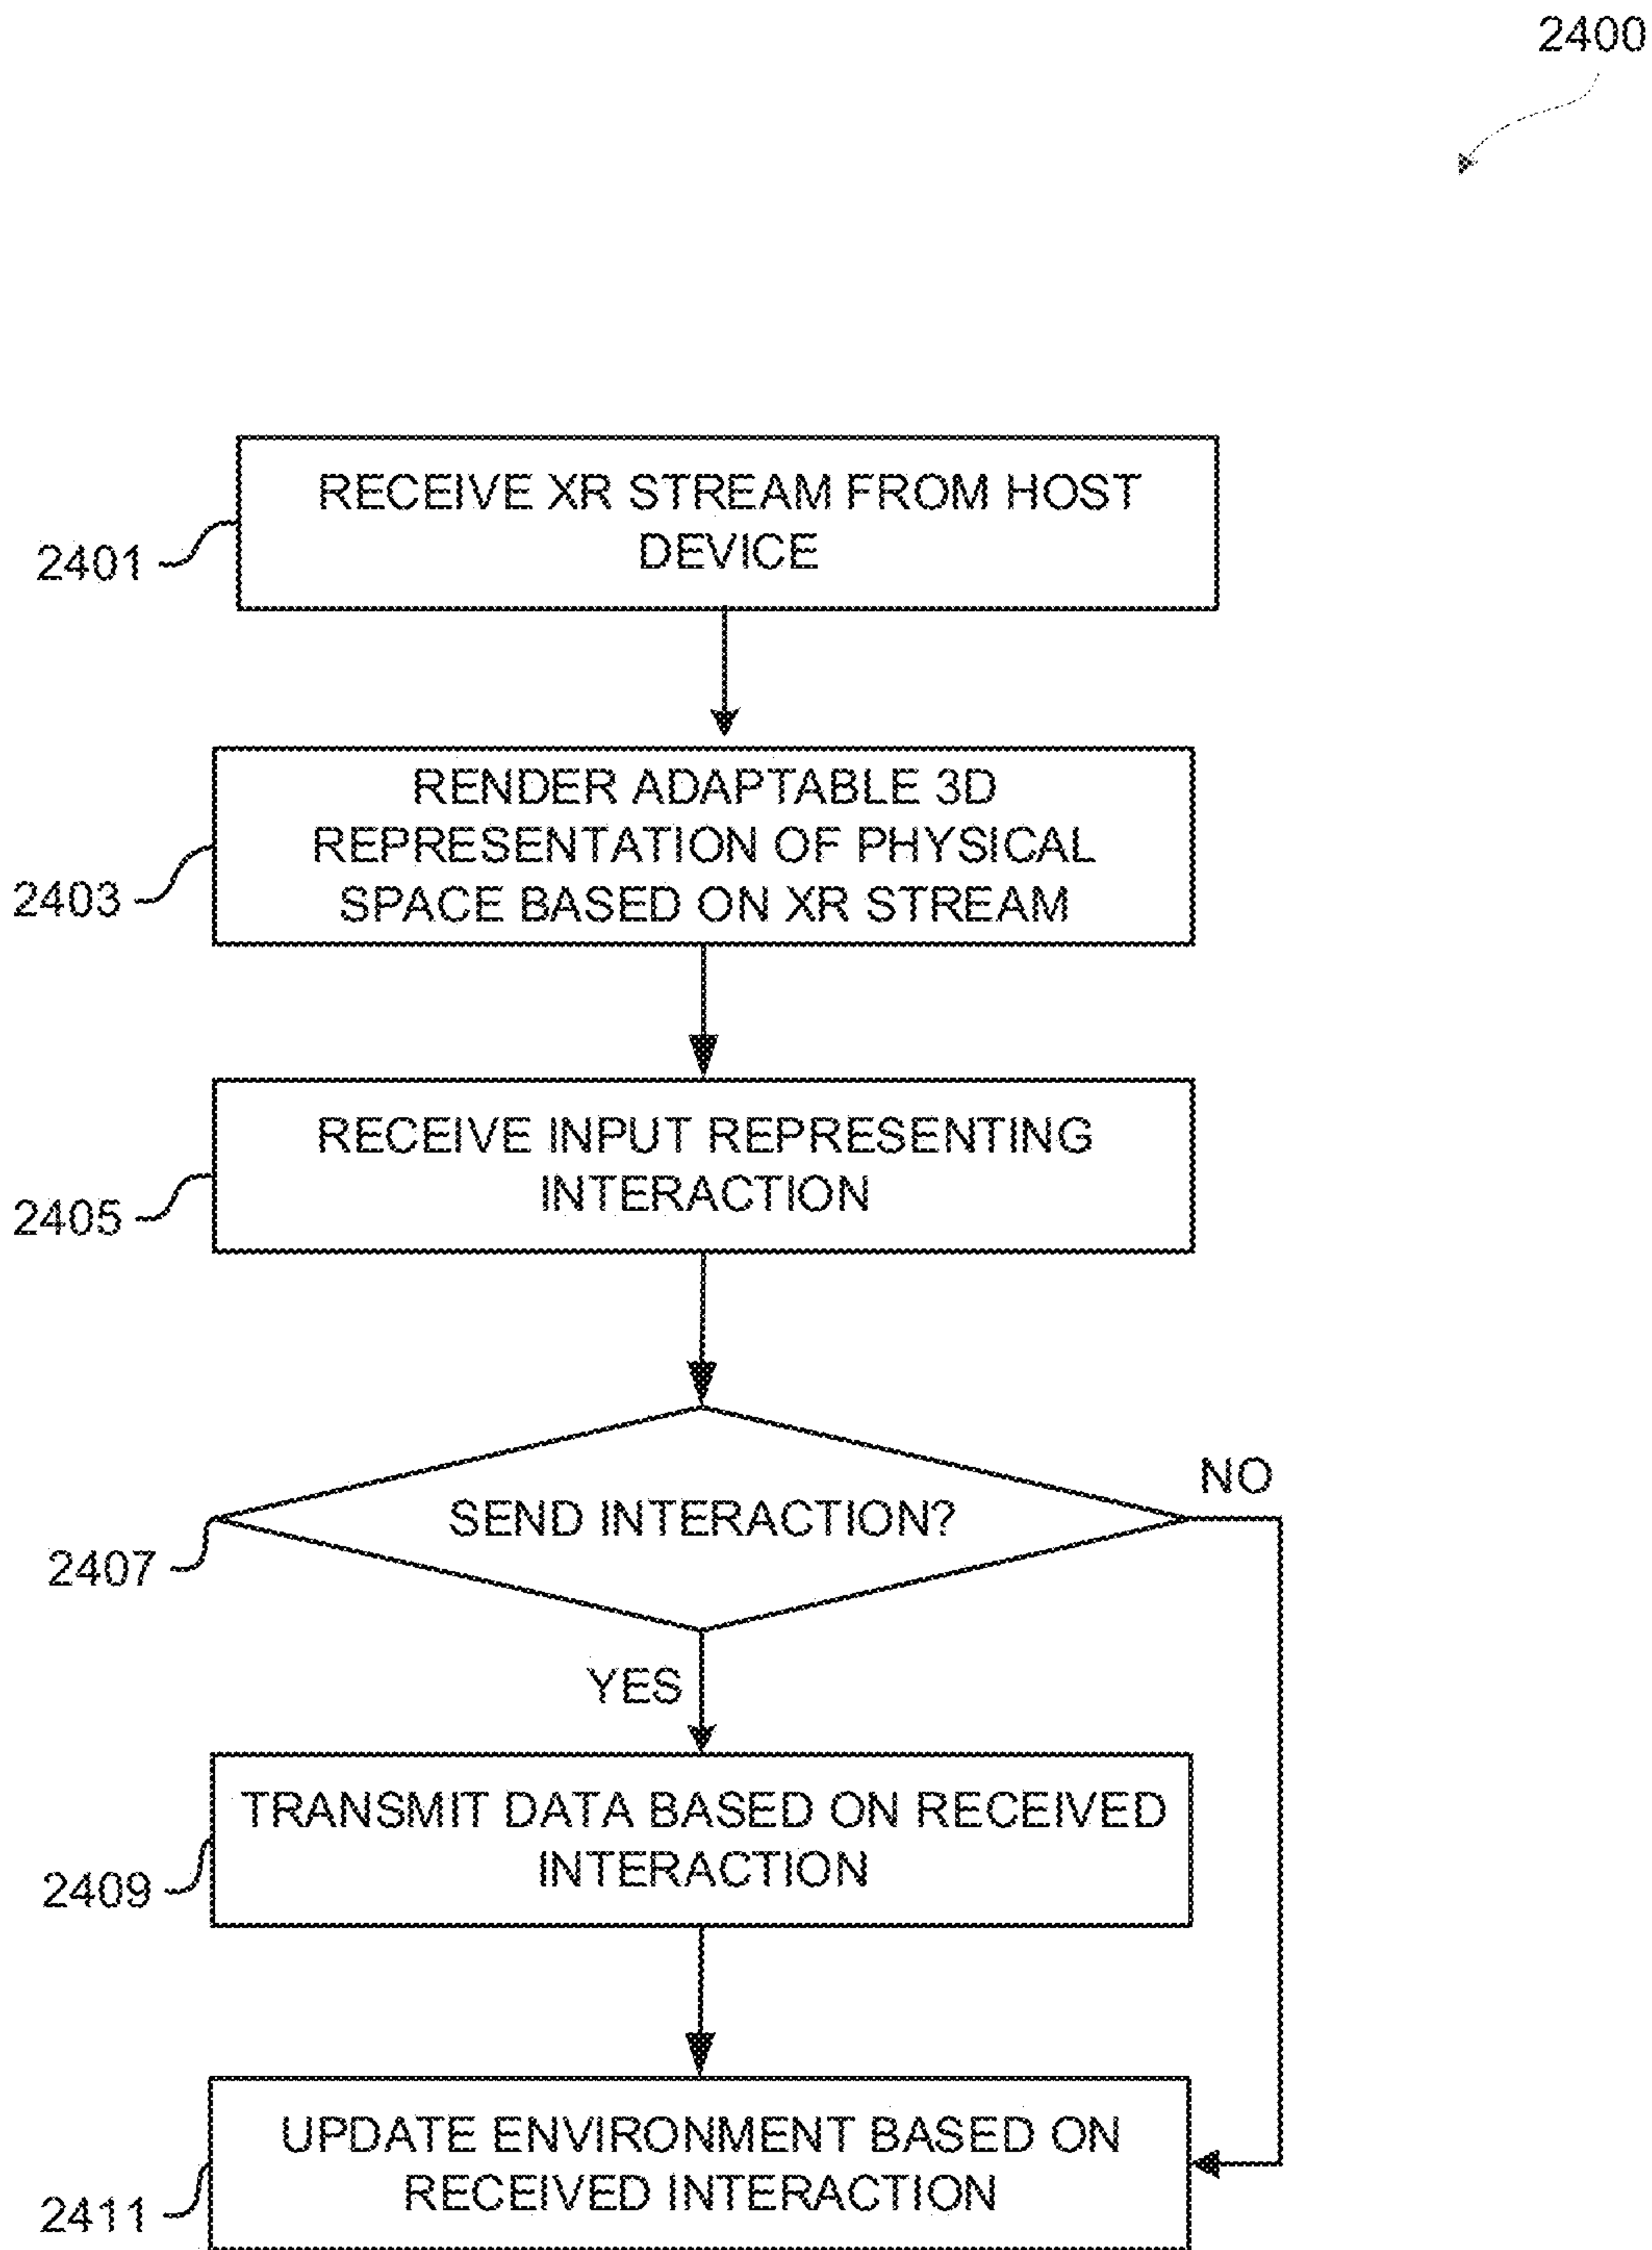 2400
RECEIVE XR STREAM FROM HOST
DEVICE
2401
RENDER ADAPTABLE 3D
REPRESENTATION OF PHYSICAL
SPACE BASED ON XR STREAM
2403
RECEIVE INPUT REPRESENTING
INTERACTION
2405
SEND INTERACTION?
NO
2407
YES
TRANSMIT DATA BASED ON RECEIVED
INTERACTION
2409
UPDATE ENVIRONMENT BASED ON
RECEIVED INTERACTION
2411